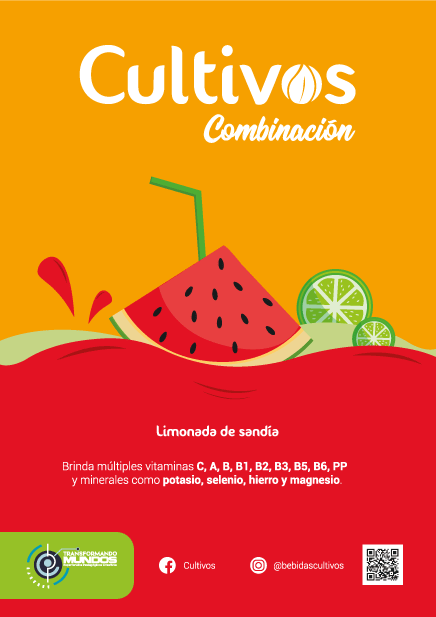 Cultivos
Combinación
Limonada de sandía
Brinda múltiples vitaminas C, A, B, B1, B2, B3, B5, B6, PP
y minerales como potasio, selenio, hierro y magnesio.
TRANSFORMANDO
MUNDOS
Cultivos
@bebidascultivos